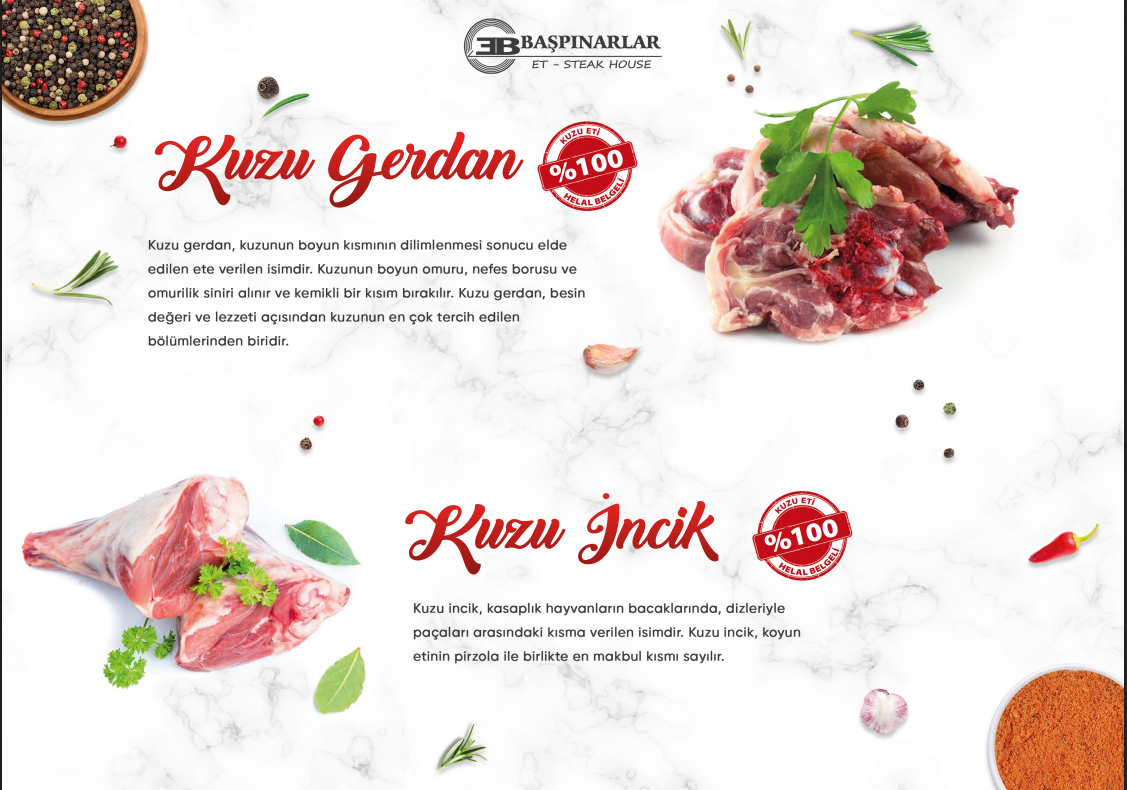 3B BAŞPINARLAR
ET - STEAK HOUSE
Kuzu Gerdan
KUZU ETİ
%100
HELAL BELGELİ
Kuzu gerdan, kuzunun boyun kısmının dilimlenmesi sonucu elde
edilen ete verilen isimdir. Kuzunun boyun omuru, nefes borusu ve
omurilik siniri alınır ve kemikli bir kısım bırakılır. Kuzu gerdan, besin
değeri ve lezzeti açısından kuzunun en çok tercih edilen
bölümlerinden biridir.
Kuzu İncik
KUZU ETİ
%100
HELAL BELGELİ
Kuzu incik, kasaplık hayvanların bacaklarında, dizleriyle
paçaları arasındaki kısma verilen isimdir. Kuzu incik, koyun
etinin pirzola ile birlikte en makbul kısmı sayılır.